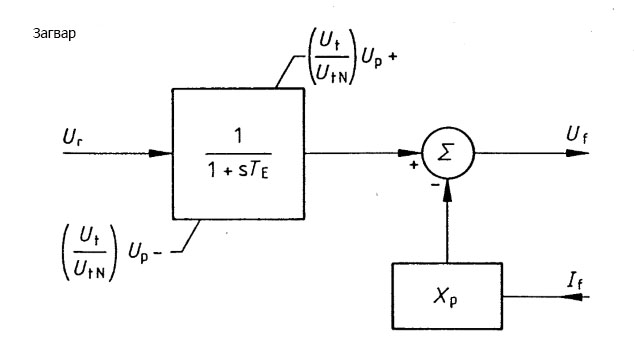 Загвар
(U_t / U_tN) U_p +
U_r
1 / (1 + sT_E)
+
Σ
U_f
-
(U_t / U_tN) U_p -
X_p
I_f